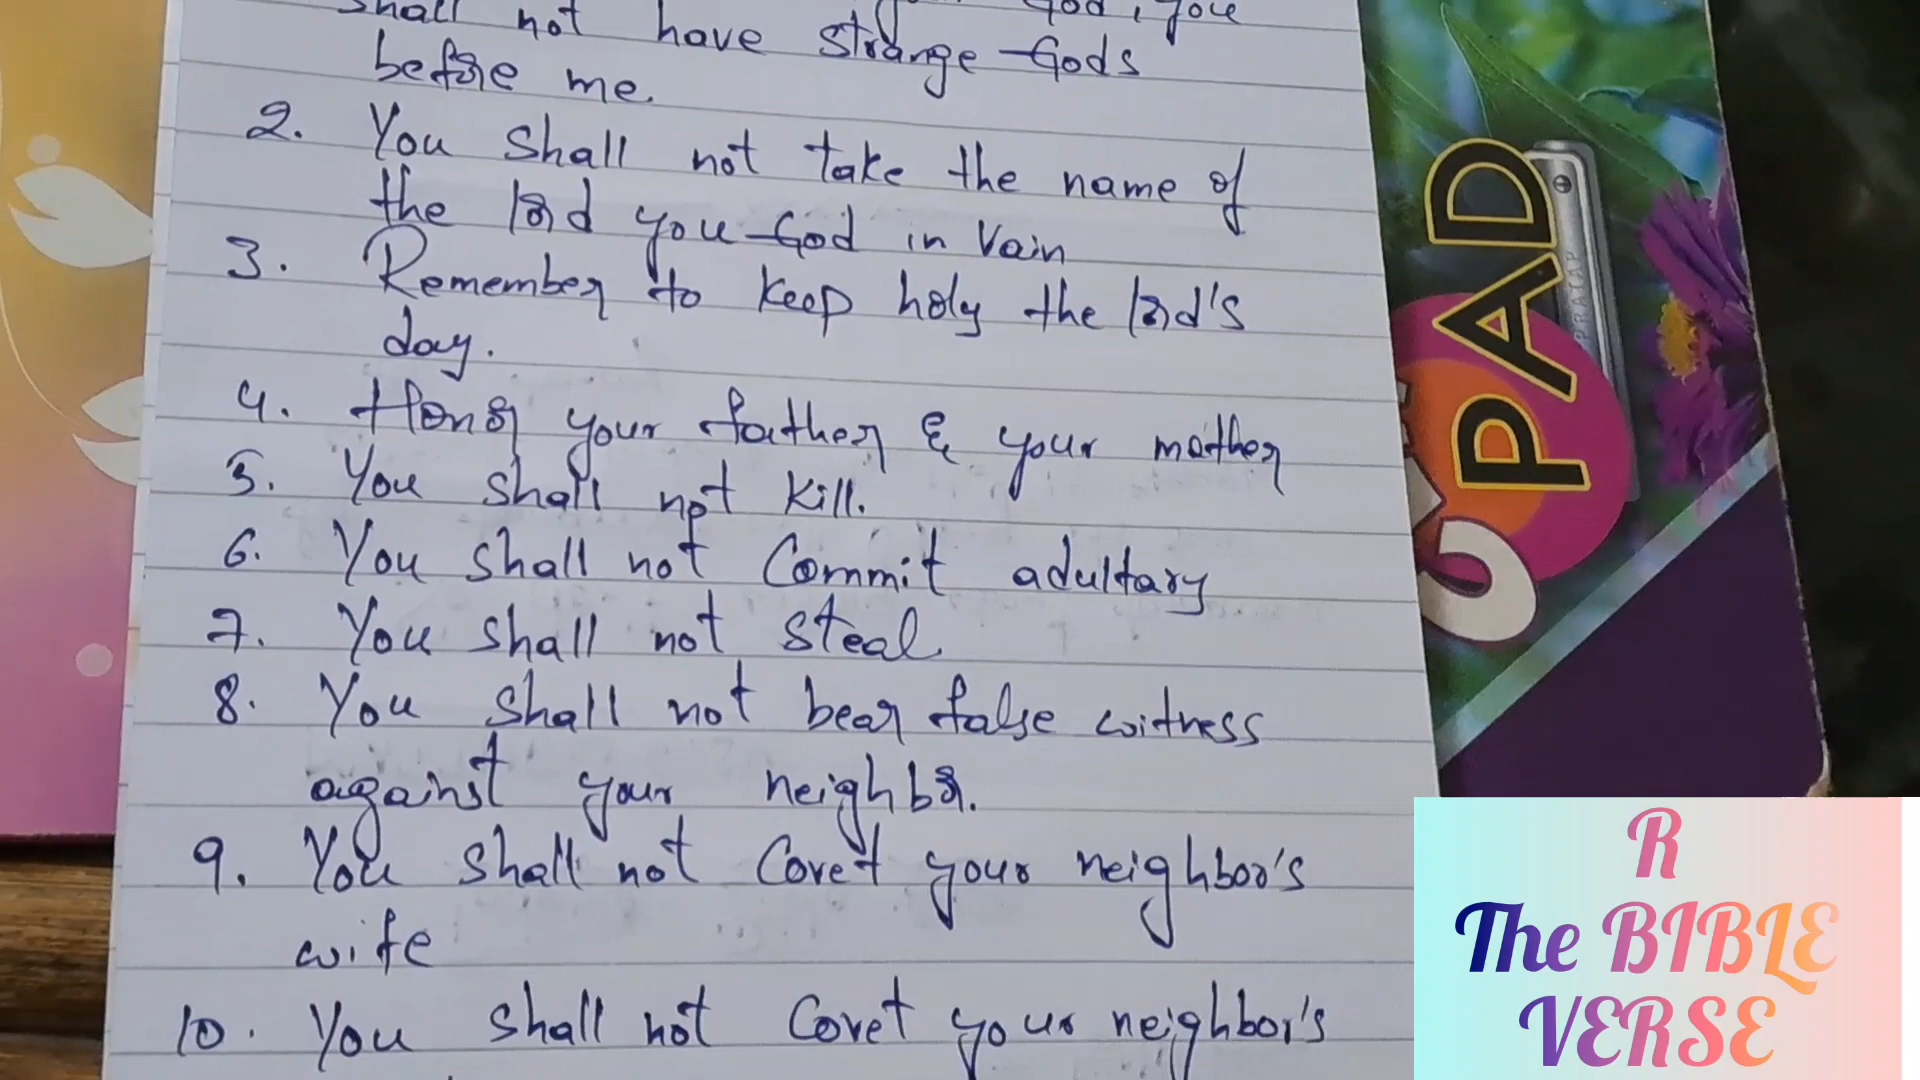 shall not have strange Gods
God, you
before me.
2. You shall not take the name of
the lord you God in Vain
3. Remember to keep holy the lord's
day.
4. Honor your father & your mother
5. You shall not kill.
6. You shall not Commit adultary
7. You shall not steal.
8. You shall not bear false witness
against your neighbor.
9. You shall not Covet your neighbor's
wife
10. You shall not Covet your neighbor's
PAD
PRATAP
R
The BIBLE
VERSE